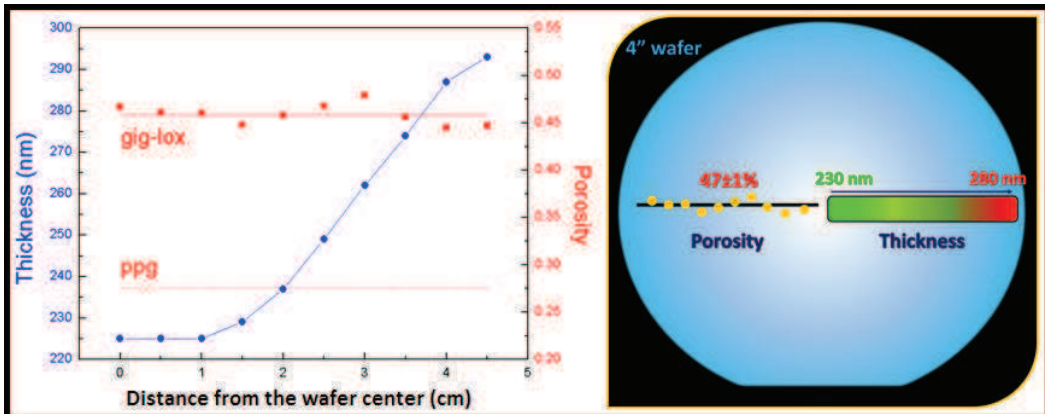 300
290
280
270
260
250
240
230
220
Thickness (nm)
0.55
0.50
0.45
0.40
0.35
0.30
0.25
0.20
Porosity
gig-lox
ppg
0 1 2 3 4 5
Distance from the wafer center (cm)
4” wafer
47±1%
230 nm
280 nm
Porosity
Thickness